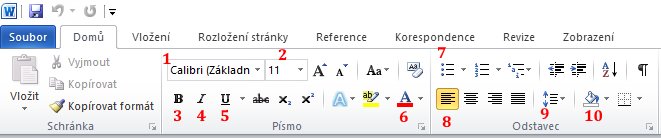 W
Soubor Domů Vložení Rozložení stránky Reference Korespondence Revize Zobrazení
1 2 7
Vyjmout
Kopírovat
Kopírovat formát
Vložit
Calibri (Základn 11 A A Aa
B I U abc x₂ x² A ab A
3 4 5 6 8 9 10
Schránka Písmo Odstavec